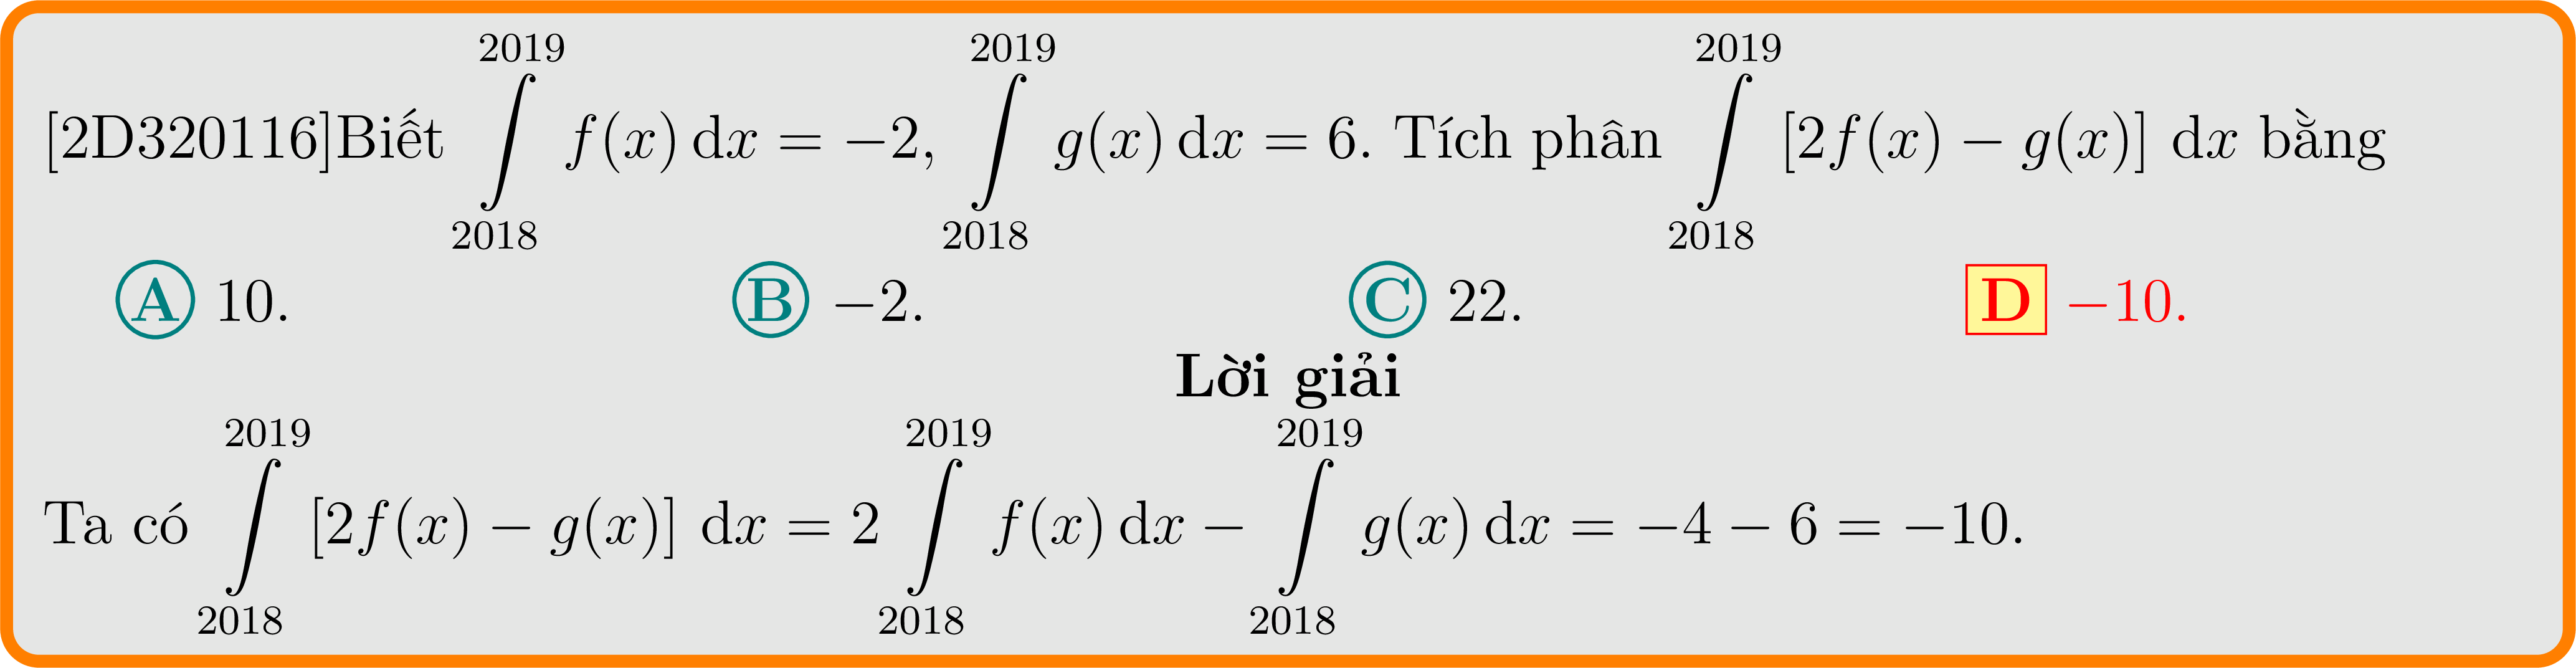 [2D320116]Biết $\int\limits_{2018}^{2019} f(x)\,\mathrm{d}x = -2$, $\int\limits_{2018}^{2019} g(x)\,\mathrm{d}x = 6$. Tích phân $\int\limits_{2018}^{2019} [2f(x) - g(x)]\,\mathrm{d}x$ bằng
A 10. B −2. C 22. D −10.
Lời giải
Ta có $\int\limits_{2018}^{2019} [2f(x) - g(x)]\,\mathrm{d}x = 2\int\limits_{2018}^{2019} f(x)\,\mathrm{d}x - \int\limits_{2018}^{2019} g(x)\,\mathrm{d}x = -4 - 6 = -10.$